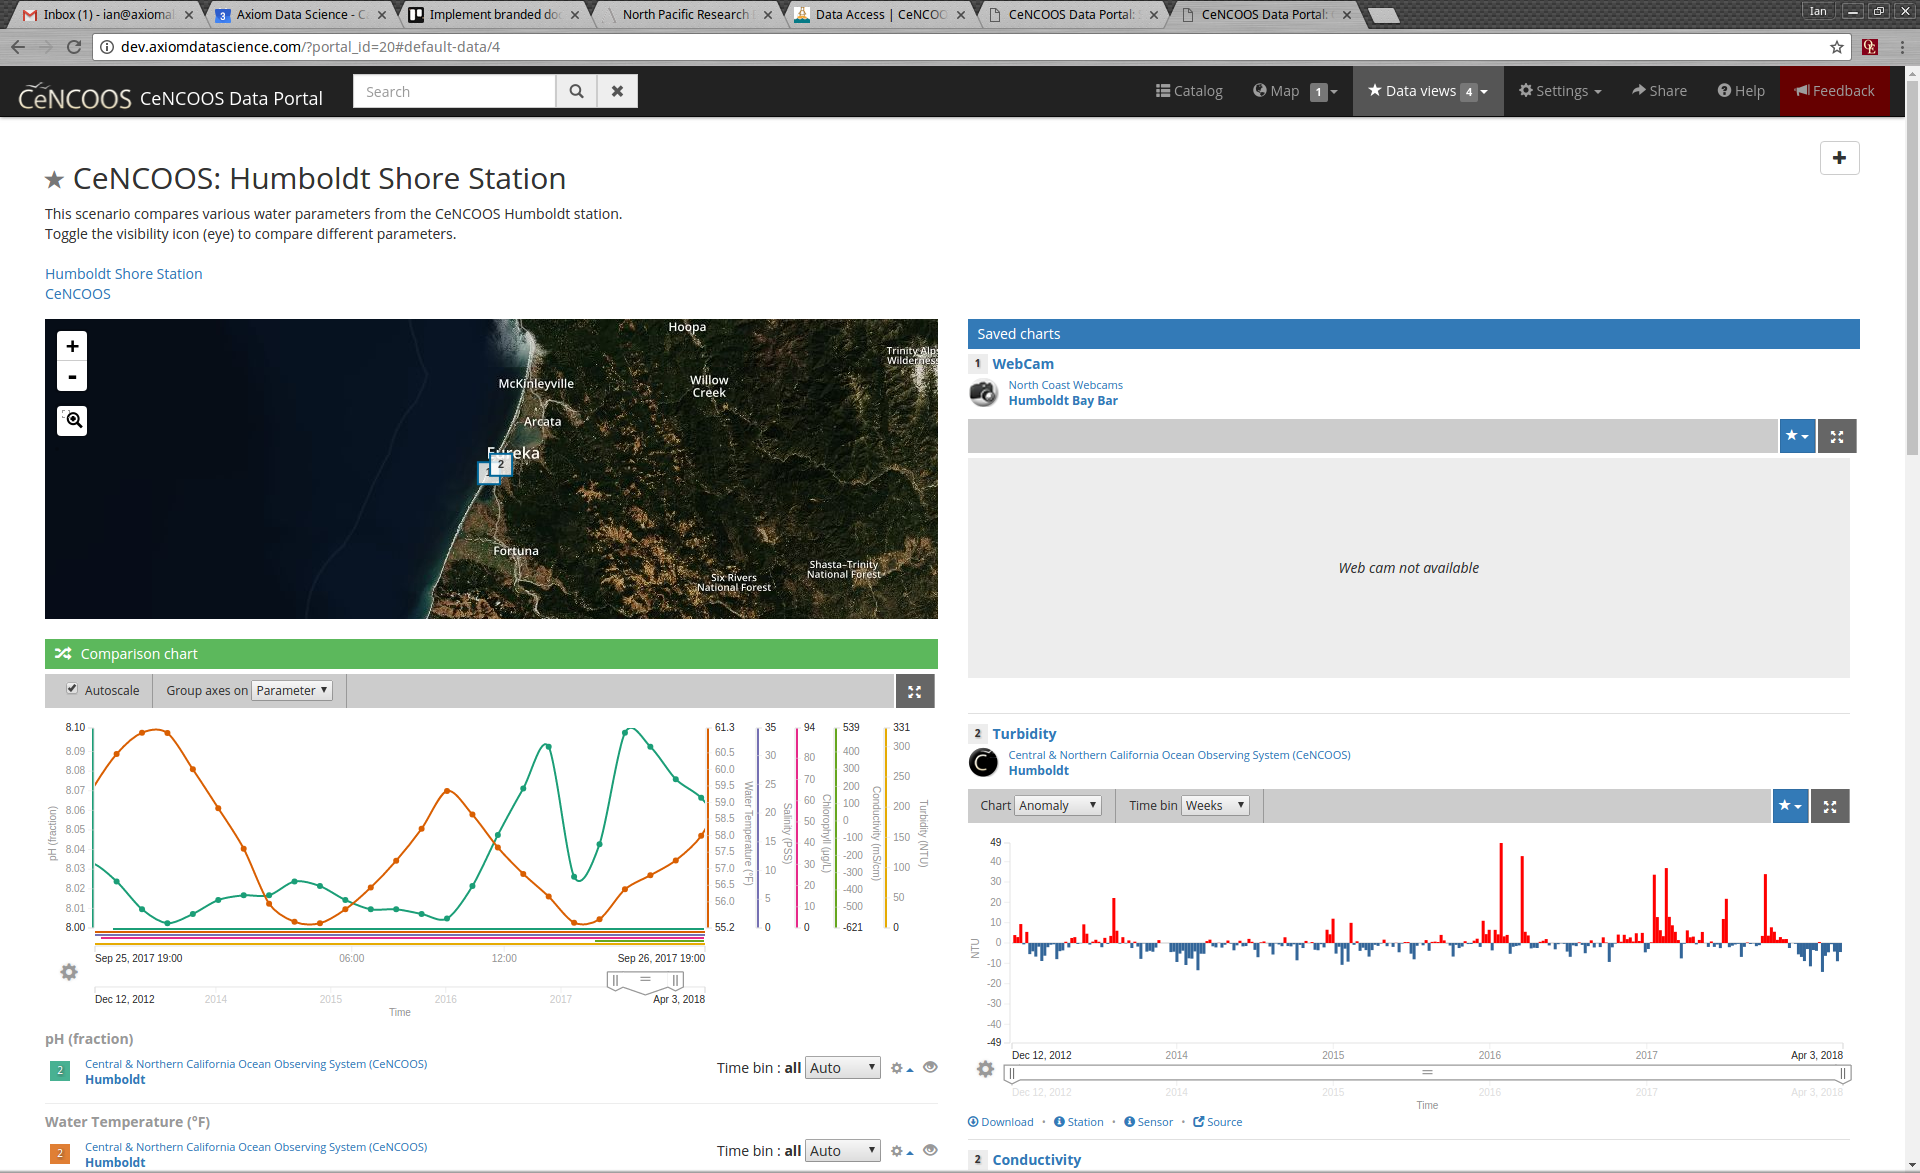 Inbox (1) - ian@axiomal
Axiom Data Science - C
Implement branded do
North Pacific Research
Data Access | CeNCOO
CeNCOOS Data Portal:
CeNCOOS Data Portal:
Ian
dev.axiomdatascience.com/?portal_id=20#default-data/4
CeNCOOS
CeNCOOS Data Portal
Search
Catalog
Map 1
Data views 4
Settings
Share
Help
Feedback
CeNCOOS: Humboldt Shore Station
This scenario compares various water parameters from the CeNCOOS Humboldt station.
Toggle the visibility icon (eye) to compare different parameters.
Humboldt Shore Station
CeNCOOS
+
-
Hoopa
Trinity Alps
Wilderness
McKinleyville
Willow
Creek
Arcata
Eureka
1
2
Fortuna
Six Rivers
National Forest
Shasta–Trinity
National Forest
Comparison chart
Autoscale
Group axes on Parameter
8.10
8.09
8.08
8.07
8.06
8.05
8.04
8.03
8.02
8.01
8.00
pH (fraction)
61.3
60.5
60.0
59.5
59.0
58.5
58.0
57.5
57.0
56.5
56.0
55.2
Water Temperature (°F)
35
30
25
20
15
10
5
0
Salinity (PSS)
94
80
70
60
50
40
30
20
10
0
Chlorophyll (µg/L)
539
400
300
200
100
0
-100
-200
-300
-400
-500
-621
Conductivity (mS/cm)
331
300
250
200
150
100
50
0
Turbidity (NTU)
Sep 25, 2017 19:00
06:00
12:00
Sep 26, 2017 19:00
Dec 12, 2012
2014
2015
2016
2017
Apr 3, 2018
Time
pH (fraction)
2
Central & Northern California Ocean Observing System (CeNCOOS)
Humboldt
Time bin : all Auto
Water Temperature (°F)
2
Central & Northern California Ocean Observing System (CeNCOOS)
Humboldt
Time bin : all Auto
Saved charts
1 WebCam
North Coast Webcams
Humboldt Bay Bar
Web cam not available
2 Turbidity
Central & Northern California Ocean Observing System (CeNCOOS)
Humboldt
Chart Anomaly
Time bin Weeks
49
40
30
20
10
0
-10
-20
-30
-40
-49
NTU
Dec 12, 2012
2014
2015
2016
2017
Apr 3, 2018
Dec 12, 2012
2014
2015
2016
2017
Apr 3, 2018
Time
Download • Station • Sensor • Source
2 Conductivity